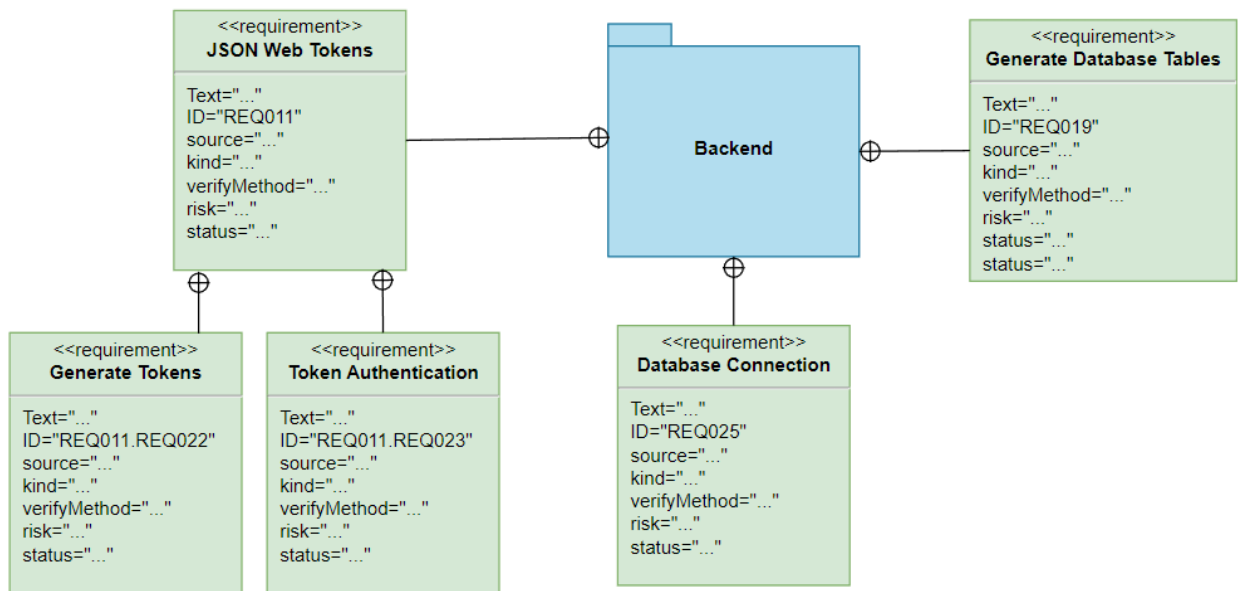 <<requirement>>
JSON Web Tokens
Text="..."
ID="REQ011"
source="..."
kind="..."
verifyMethod="..."
risk="..."
status="..."
Backend
<<requirement>>
Generate Database Tables
Text="..."
ID="REQ019"
source="..."
kind="..."
verifyMethod="..."
risk="..."
status="..."
status="..."
<<requirement>>
Generate Tokens
Text="..."
ID="REQ011.REQ022"
source="..."
kind="..."
verifyMethod="..."
risk="..."
status="..."
<<requirement>>
Token Authentication
Text="..."
ID="REQ011.REQ023"
source="..."
kind="..."
verifyMethod="..."
risk="..."
status="..."
<<requirement>>
Database Connection
Text="..."
ID="REQ025"
source="..."
kind="..."
verifyMethod="..."
risk="..."
status="..."